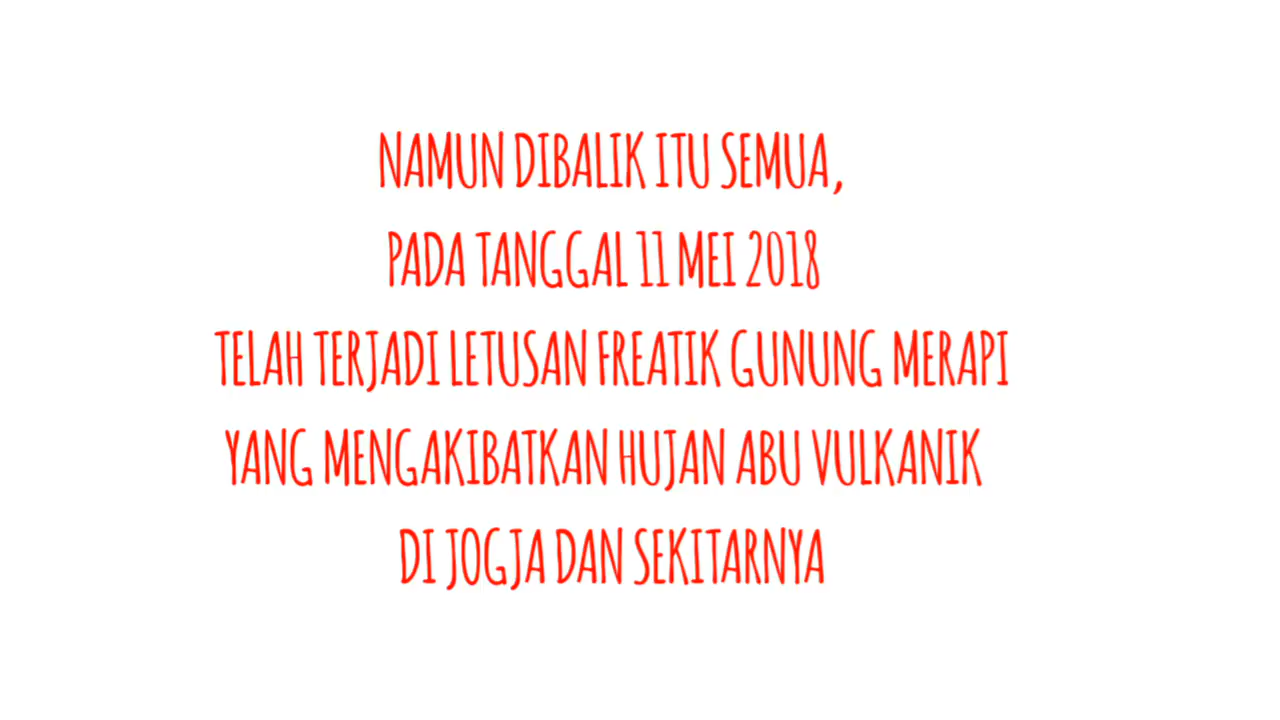 NAMUN DIBALIK ITU SEMUA,
PADA TANGGAL 11 MEI 2018
TELAH TERJADI LETUSAN FREATIK GUNUNG MERAPI
YANG MENGAKIBATKAN HUJAN ABU VULKANIK
DI JOGJA DAN SEKITARNYA